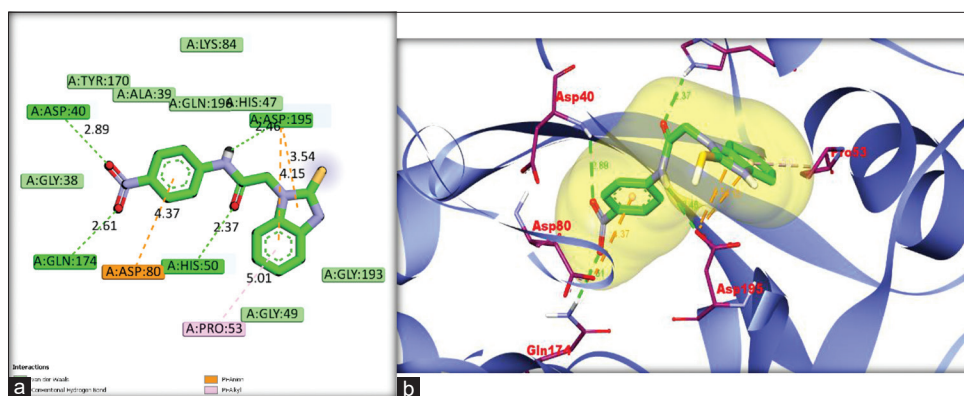 A:LYS:84
A:TYR:170
A:ALA:39
A:GLN:196
A:HIS:47
A:ASP:40
A:ASP:195
2.89
2.46
3.54
4.15
A:GLY:38
4.37
2.61
2.37
A:GLN:174
A:ASP:80
A:HIS:50
5.01
A:GLY:193
A:GLY:49
A:PRO:53
Interactions
van der Waals
Conventional Hydrogen Bond
Pi-Anion
Pi-Alkyl
a
Asp40
Pro53
Asp80
Asp195
Gln174
b